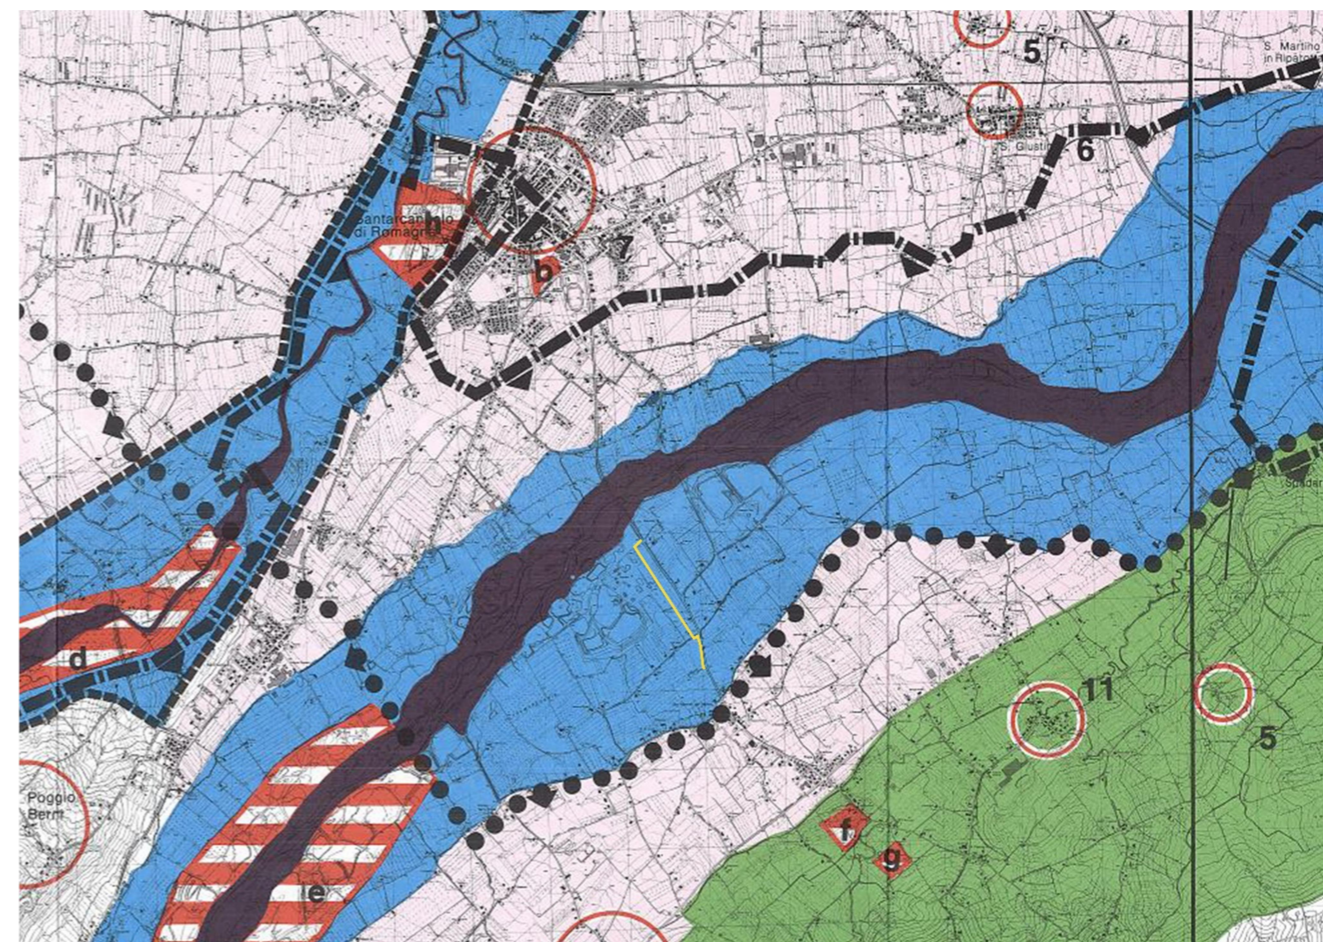 5
S. Martino
in Riparotta
S. Giustina
6
Santarcangelo
di Romagna
7
b
d
11
5
Poggio
Berni
f
g
e